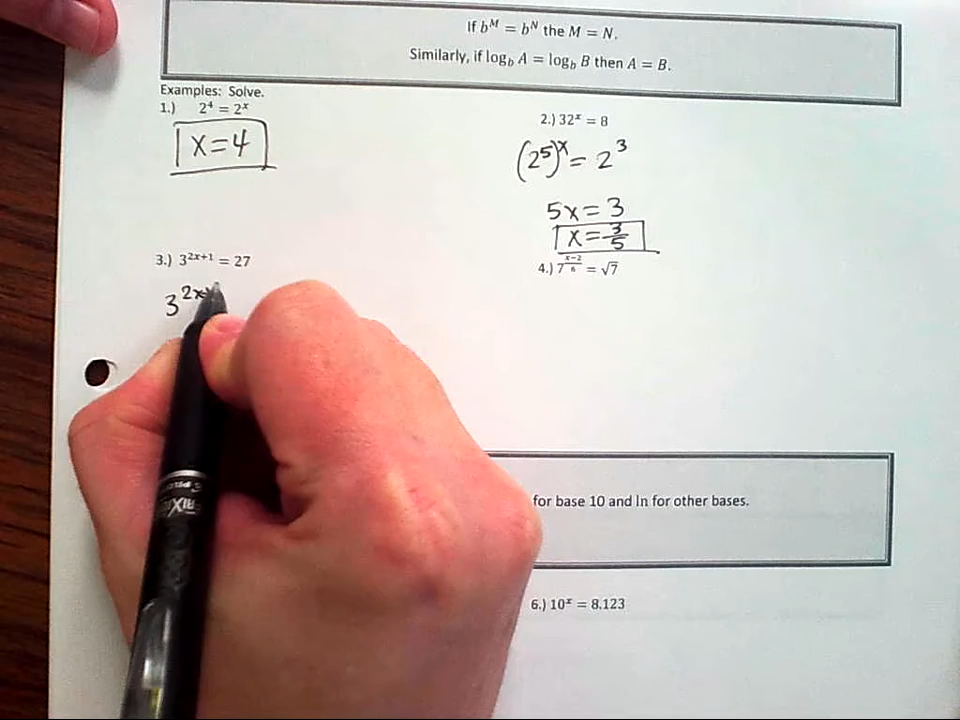 If b^M = b^N the M = N.
Similarly, if log_b A = log_b B then A = B.
Examples: Solve.
1.) 2^4 = 2^x
x=4
2.) 32^x = 8
(2^5)^x = 2^3
5x = 3
x = 3/5
3.) 3^{2x+1} = 27
3^{2x+
4.) 7^{\frac{x-2}{6}} = √7
for base 10 and ln for other bases.
6.) 10^x = 8.123